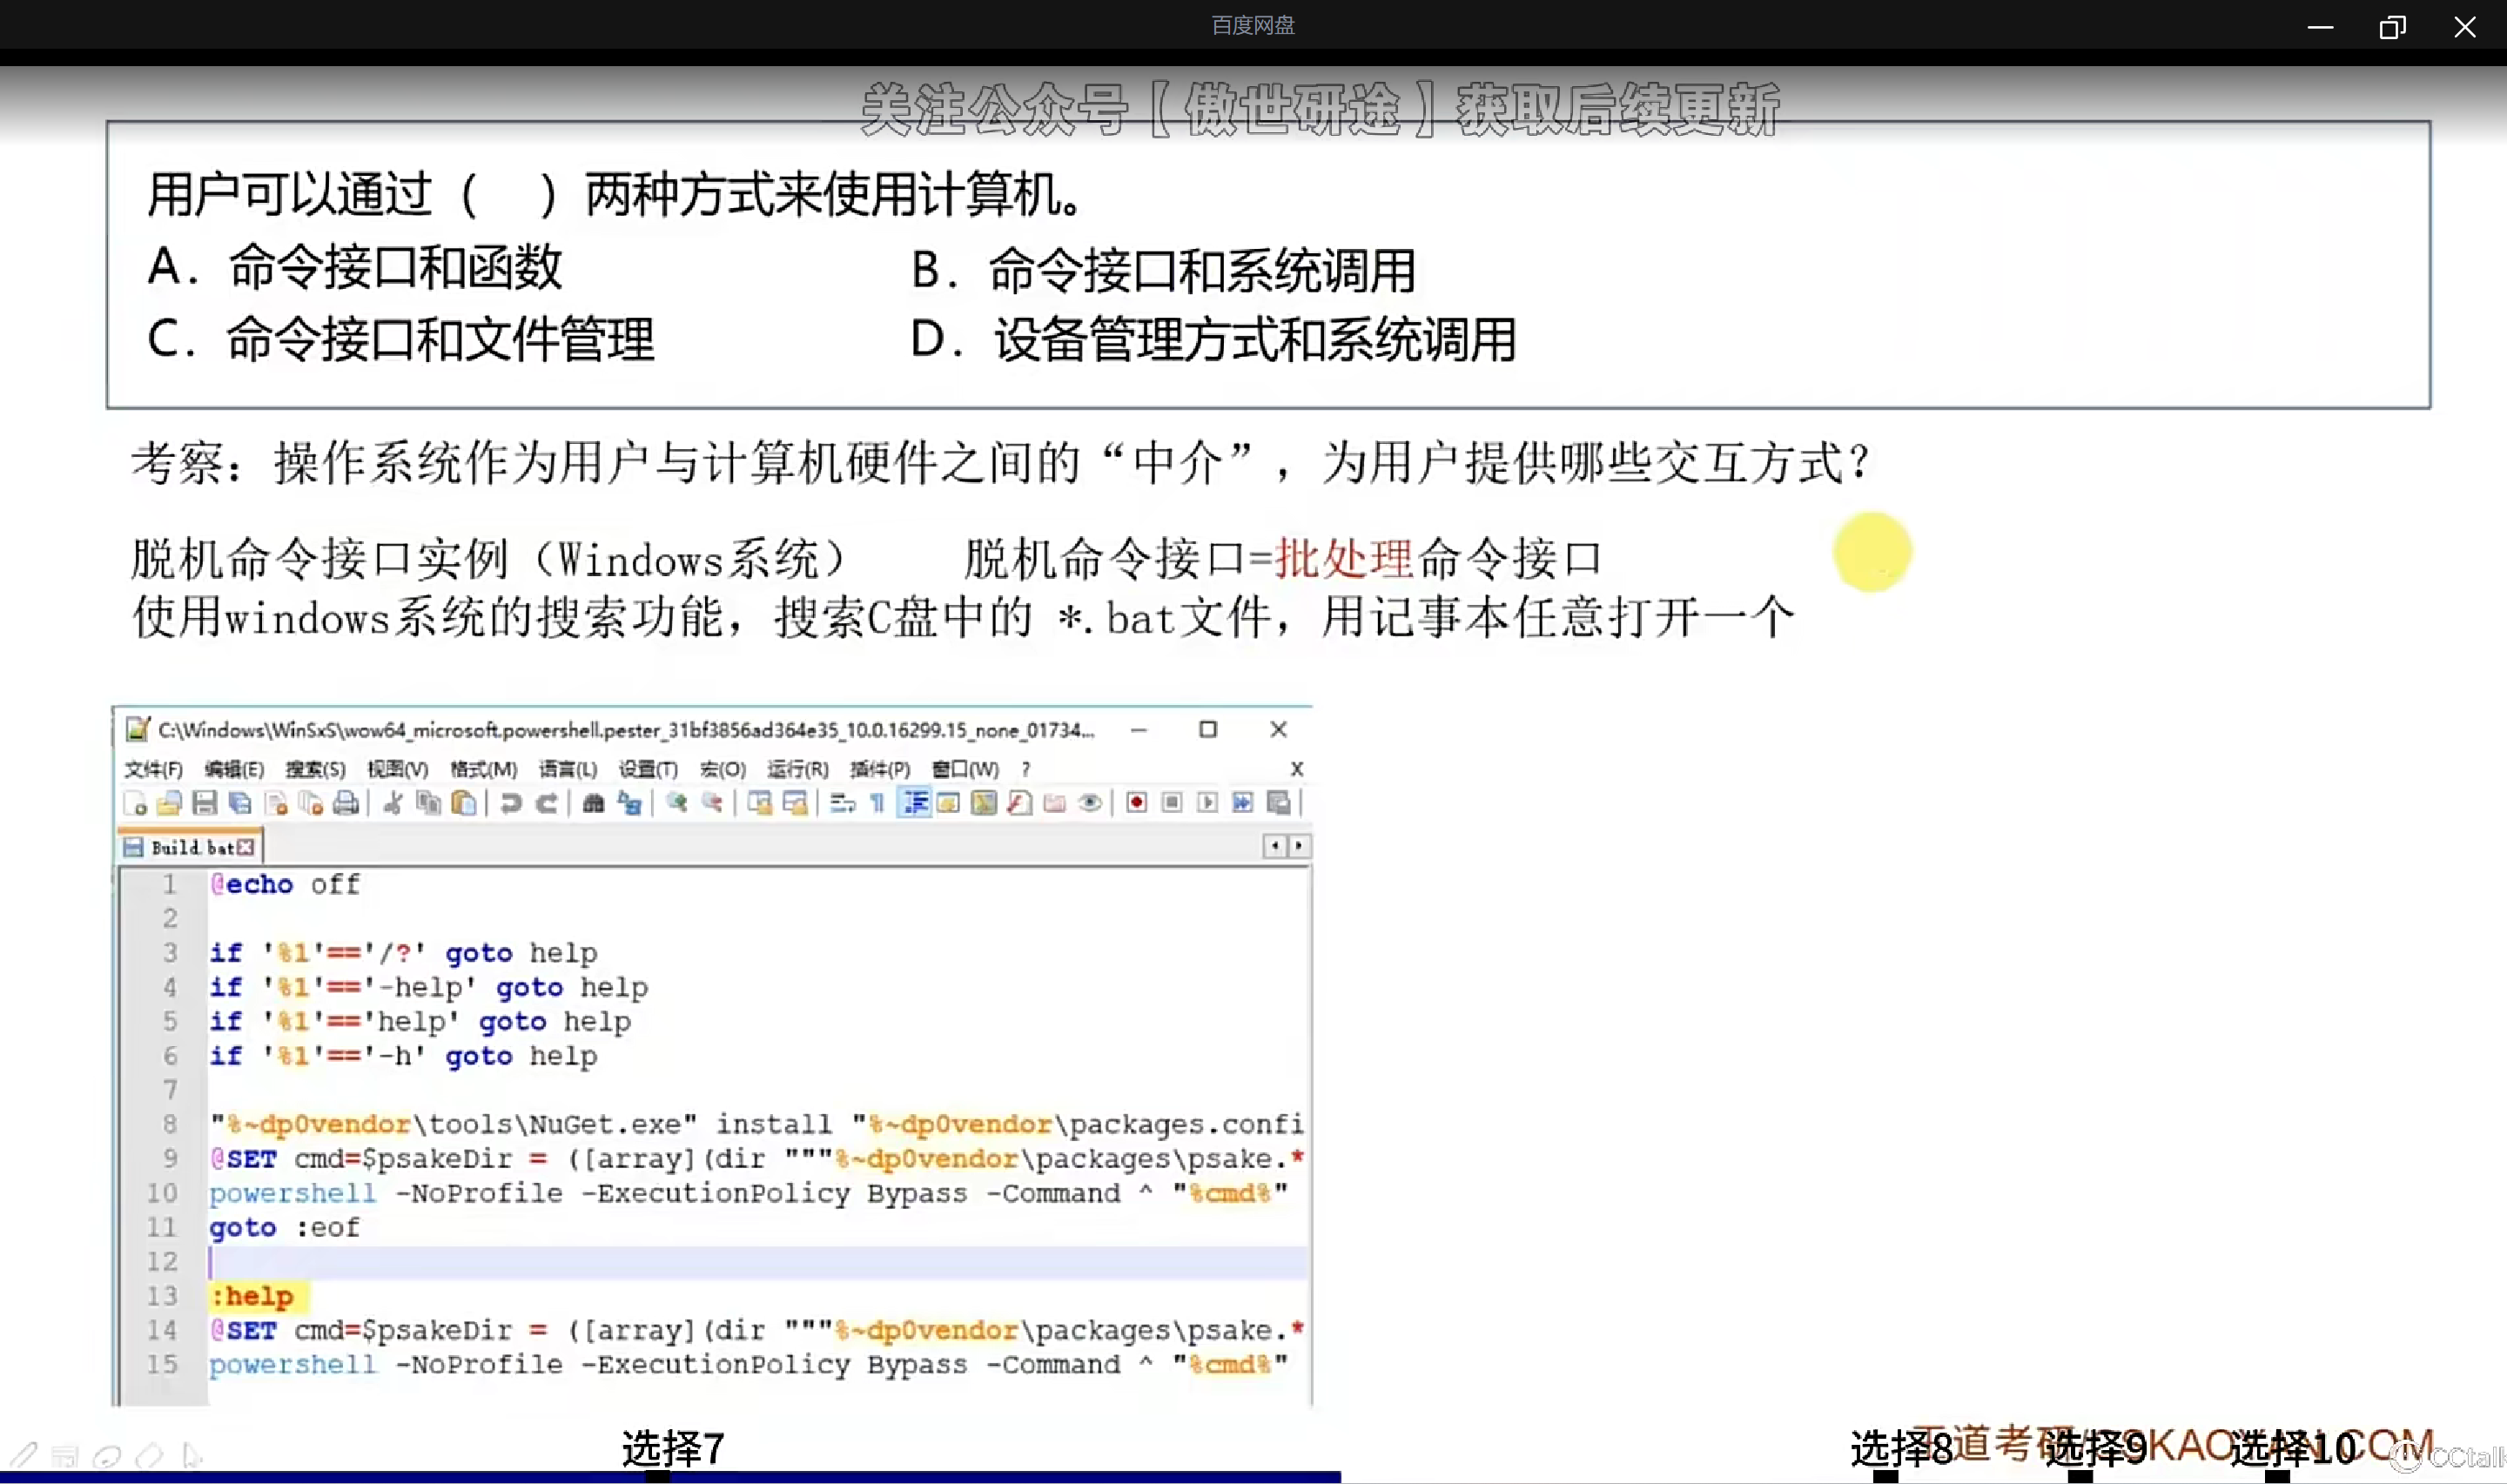 百度网盘
关注公众号【傲世研途】获取后续更新
用户可以通过（ ）两种方式来使用计算机。
A．命令接口和函数 B．命令接口和系统调用
C．命令接口和文件管理 D．设备管理方式和系统调用
考察：操作系统作为用户与计算机硬件之间的“中介”，为用户提供哪些交互方式？
脱机命令接口实例（Windows系统） 脱机命令接口=批处理命令接口
使用windows系统的搜索功能，搜索C盘中的 *.bat文件，用记事本任意打开一个
C:\Windows\WinSxS\wow64_microsoft.powershell.pester_31bf3856ad364e35_10.0.16299.15_none_01734...
文件(F) 编辑(E) 搜索(S) 视图(V) 格式(M) 语言(L) 设置(T) 宏(O) 运行(R) 插件(P) 窗口(W) ? X
Build.bat
1 @echo off
2
3 if '%1'=='/?' goto help
4 if '%1'=='-help' goto help
5 if '%1'=='help' goto help
6 if '%1'=='-h' goto help
7
8 "%~dp0vendor\tools\NuGet.exe" install "%~dp0vendor\packages.confi
9 @SET cmd=$psakeDir = ([array](dir """%~dp0vendor\packages\psake.*
10 powershell -NoProfile -ExecutionPolicy Bypass -Command ^ "%cmd%"
11 goto :eof
12
13 :help
14 @SET cmd=$psakeDir = ([array](dir """%~dp0vendor\packages\psake.*
15 powershell -NoProfile -ExecutionPolicy Bypass -Command ^ "%cmd%"
选择7 选择8 选择9 选择10
CCtalk